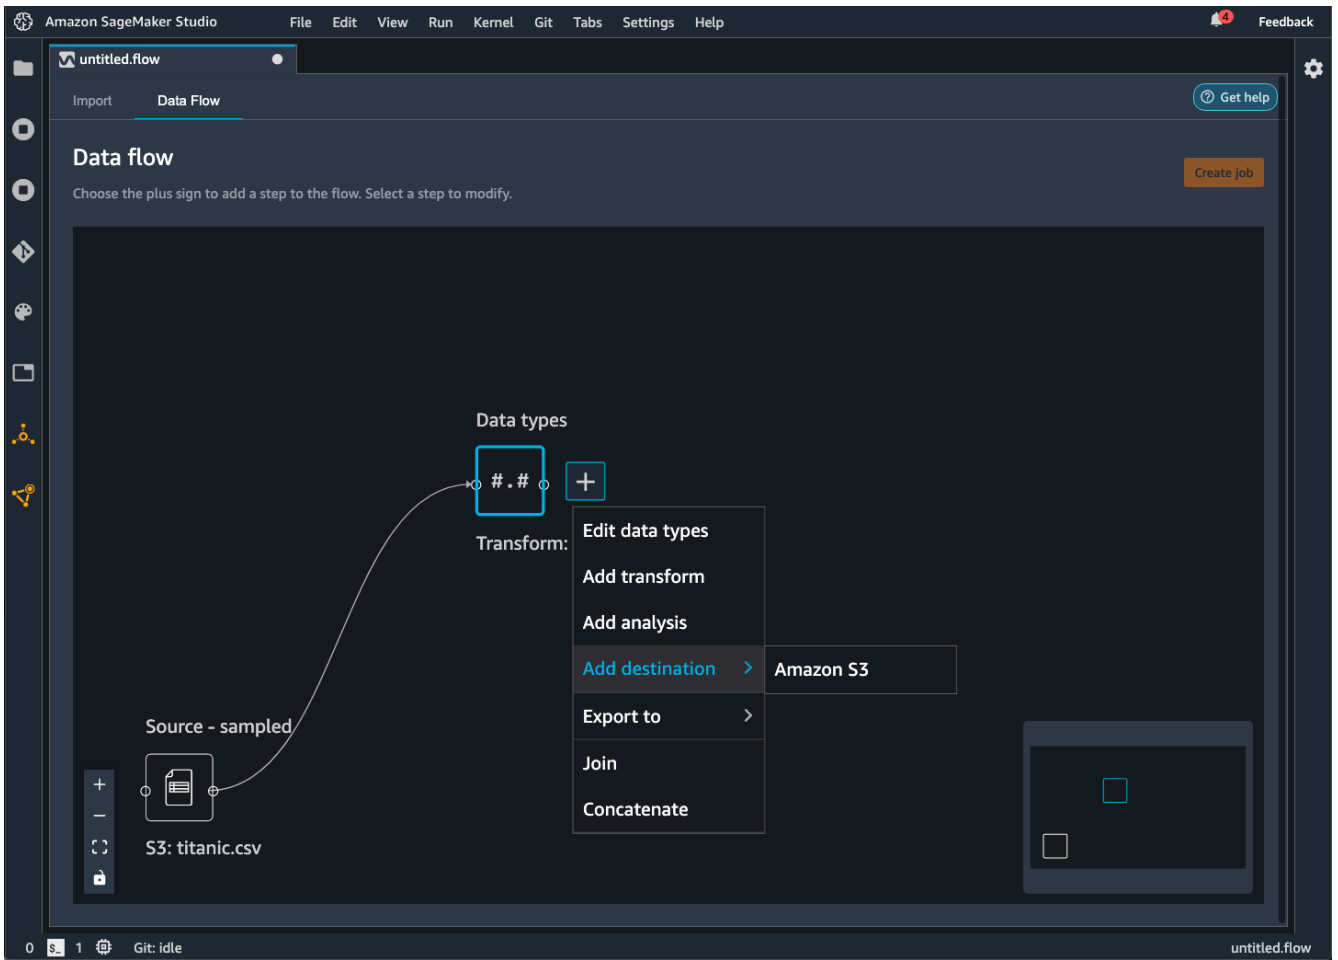 Amazon SageMaker Studio File Edit View Run Kernel Git Tabs Settings Help 4 Feedback
untitled.flow
Import Data Flow Get help
Data flow
Create job
Choose the plus sign to add a step to the flow. Select a step to modify.
Data types
#.#
Transform:
Edit data types
Add transform
Add analysis
Add destination
Amazon S3
Export to
Join
Concatenate
Source - sampled
S3: titanic.csv
0 $_ 1 Git: idle untitled.flow